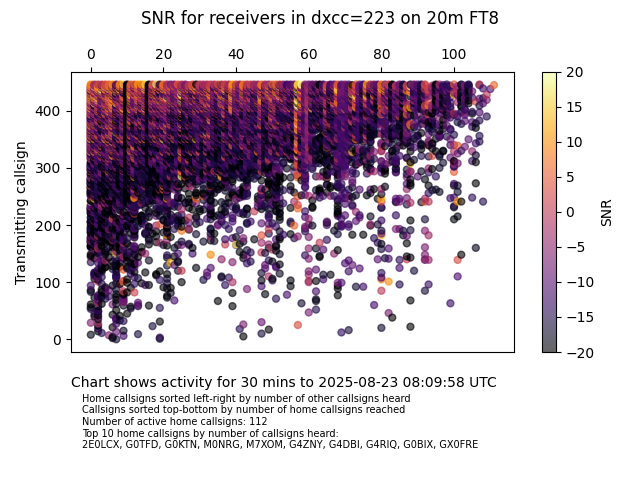 SNR for receivers in dxcc=223 on 20m FT8
0 20 40 60 80 100
400
300
200
100
0
Transmitting callsign
20
15
10
5
0
−5
−10
−15
−20
SNR
Chart shows activity for 30 mins to 2025-08-23 08:09:58 UTC
Home callsigns sorted left-right by number of other callsigns heard
Callsigns sorted top-bottom by number of home callsigns reached
Number of active home callsigns: 112
Top 10 home callsigns by number of callsigns heard:
2E0LCX, G0TFD, G0KTN, M0NRG, M7XOM, G4ZNY, G4DBI, G4RIQ, G0BIX, GX0FRE